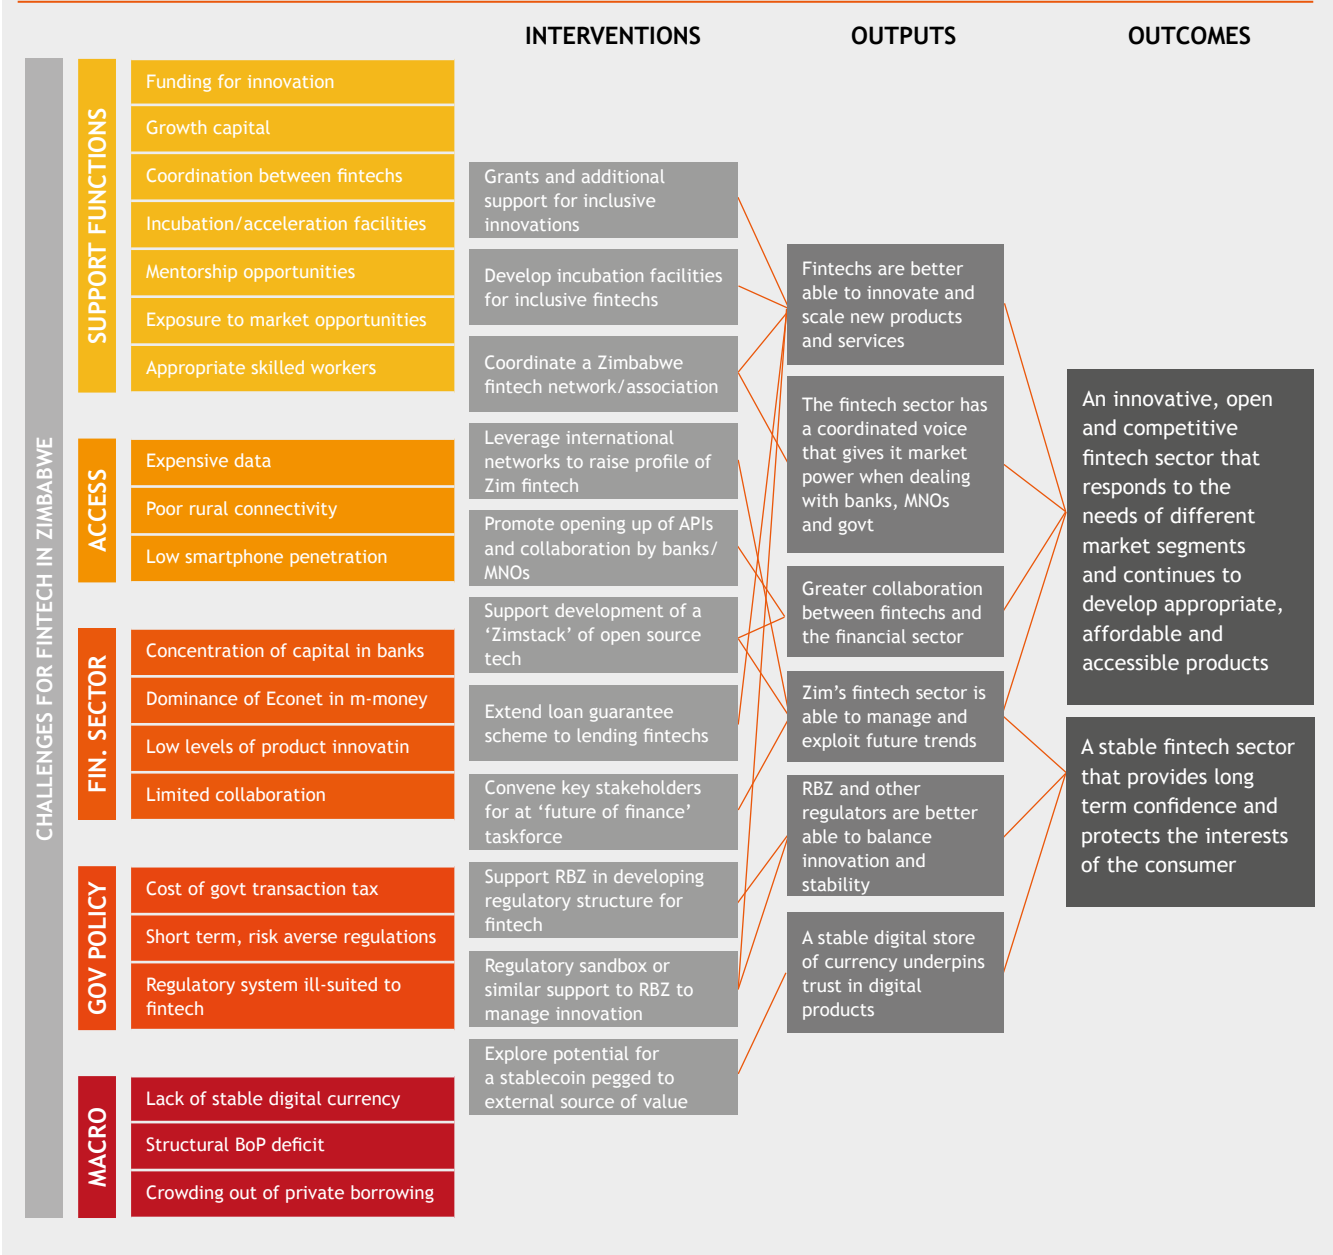 INTERVENTIONS
OUTPUTS
OUTCOMES
CHALLENGES FOR FINTECH IN ZIMBABWE
SUPPORT FUNCTIONS
Funding for innovation
Growth capital
Coordination between fintechs
Incubation/acceleration facilities
Mentorship opportunities
Exposure to market opportunities
Appropriate skilled workers
ACCESS
Expensive data
Poor rural connectivity
Low smartphone penetration
FIN. SECTOR
Concentration of capital in banks
Dominance of Econet in m-money
Low levels of product innovatin
Limited collaboration
GOV POLICY
Cost of govt transaction tax
Short term, risk averse regulations
Regulatory system ill-suited to
fintech
MACRO
Lack of stable digital currency
Structural BoP deficit
Crowding out of private borrowing
Grants and additional
support for inclusive
innovations
Develop incubation facilities
for inclusive fintechs
Coordinate a Zimbabwe
fintech network/association
Leverage international
networks to raise profile of
Zim fintech
Promote opening up of APIs
and collaboration by banks/
MNOs
Support development of a
‘Zimstack’ of open source
tech
Extend loan guarantee
scheme to lending fintechs
Convene key stakeholders
for at ‘future of finance’
taskforce
Support RBZ in developing
regulatory structure for
fintech
Regulatory sandbox or
similar support to RBZ to
manage innovation
Explore potential for
a stablecoin pegged to
external source of value
Fintechs are better
able to innovate and
scale new products
and services
The fintech sector has
a coordinated voice
that gives it market
power when dealing
with banks, MNOs
and govt
Greater collaboration
between fintechs and
the financial sector
Zim’s fintech sector is
able to manage and
exploit future trends
RBZ and other
regulators are better
able to balance
innovation and
stability
A stable digital store
of currency underpins
trust in digital
products
An innovative, open
and competitive
fintech sector that
responds to the
needs of different
market segments
and continues to
develop appropriate,
affordable and
accessible products
A stable fintech sector
that provides long
term confidence and
protects the interests
of the consumer